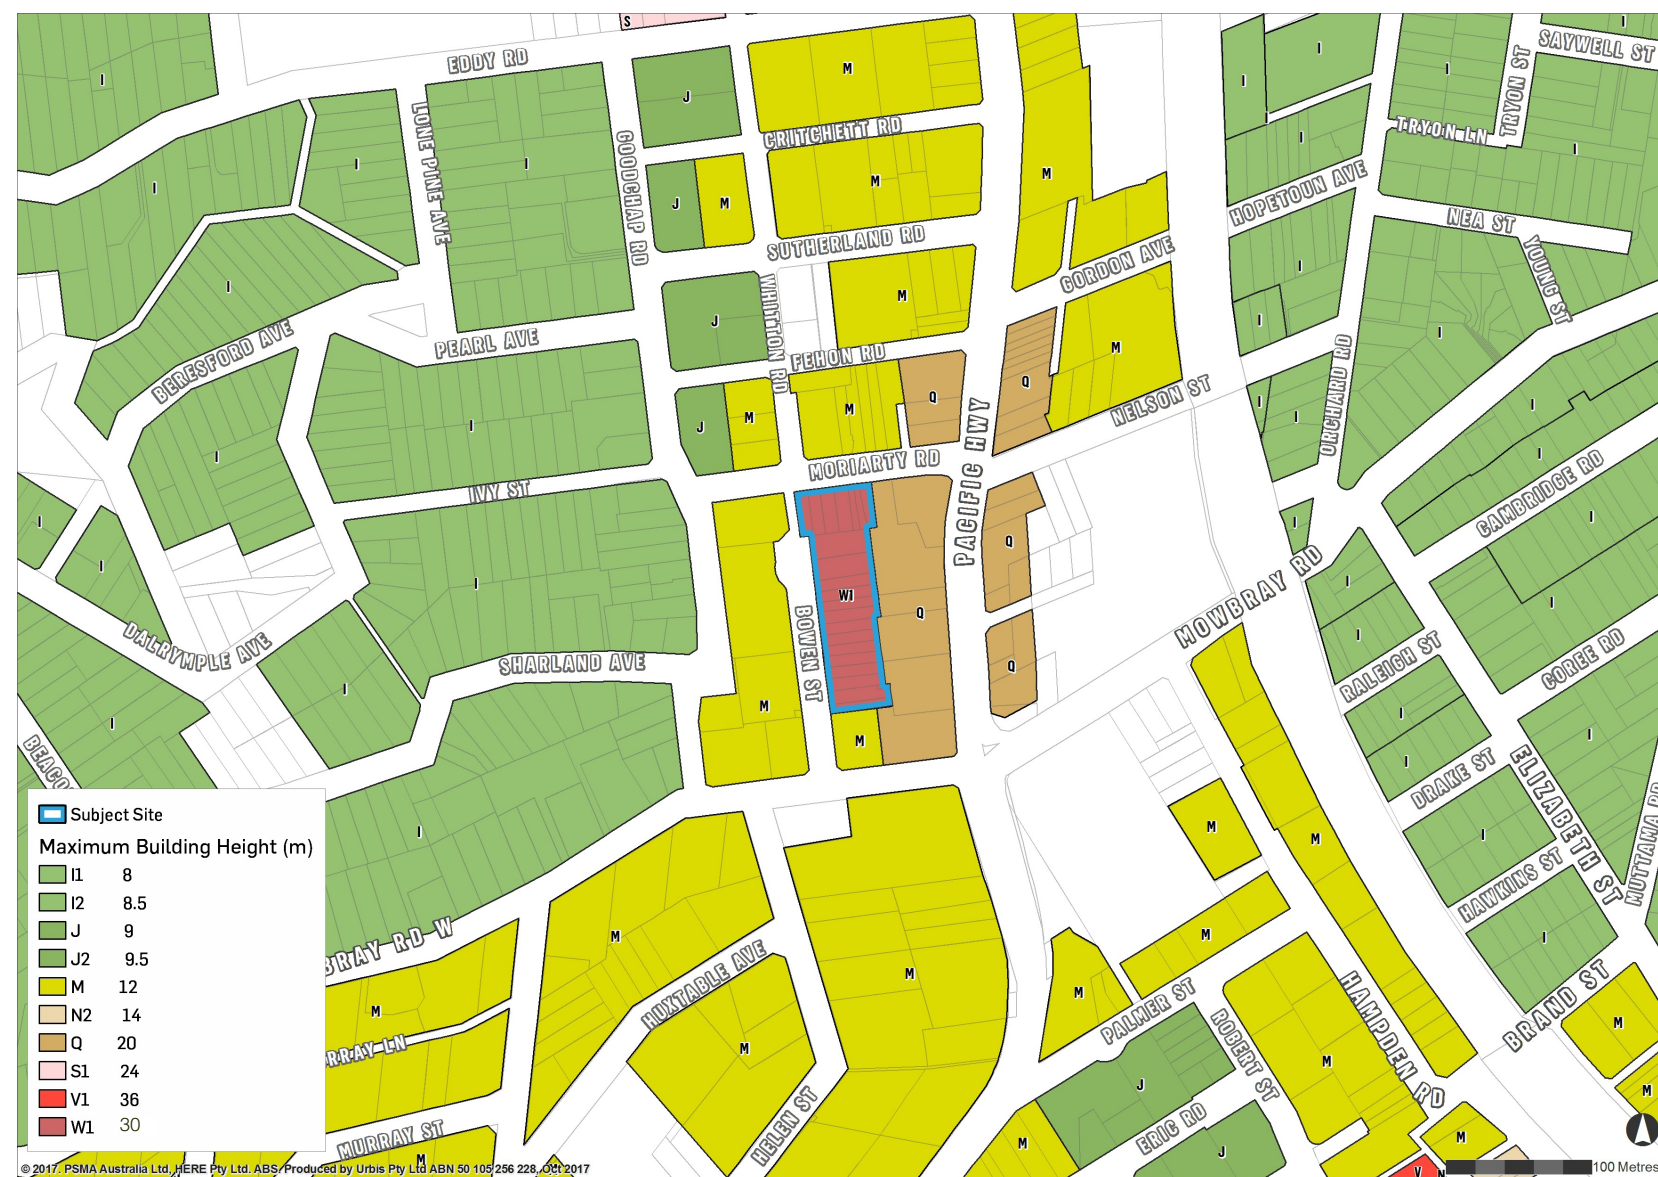 S
I
I
SAYWELL ST
EDDY RD
M
I
I
TRYON ST
I
J
I
LONE PINE AVE
GOODCHAP RD
CRITCHETT RD
I
TRYON LN
I
I
I
I
M
M
HOPETOUN AVE
J
M
NEA ST
SUTHERLAND RD
GORDON AVE
YOUNG ST
I
WHITTON RD
M
I
J
I
I
PEARL AVE
M
FEHON RD
BERESFORD AVE
ORCHARD RD
Q
NELSON ST
Q
M
M
I
I
I
J
I
PACIFIC HWY
I
I
MORIARTY RD
CAMBRIDGE RD
IVY ST
I
I
I
Q
MOWBRAY RD
I
I
I
W1
I
Q
BOWEN ST
DALRYMPLE AVE
SHARLAND AVE
I
RALEIGH ST
COREE RD
Q
I
M
I
I
M
I
BEACO
I
DRAKE ST
ELIZABETH ST
MUTTAMA RD
Subject Site
Maximum Building Height (m)
I1 8
I2 8.5
J 9
J2 9.5
M 12
N2 14
Q 20
S1 24
V1 36
W1 30
I
M
M
I
HAWKINS ST
BRAY RD W
M
M
I
HUXTABLE AVE
M
M
HAMPDEN RD
BRAND ST
M
PALMER ST
ROBERT ST
M
RRAY LN
M
M
J
M
HELEN ST
ERIC RD
MURRAY ST
M
M
J
M
M
V
N
© 2017. PSMA Australia Ltd, HERE Pty Ltd. ABS. Produced by Urbis Pty Ltd ABN 50 105 256 228, Oct 2017
100 Metres